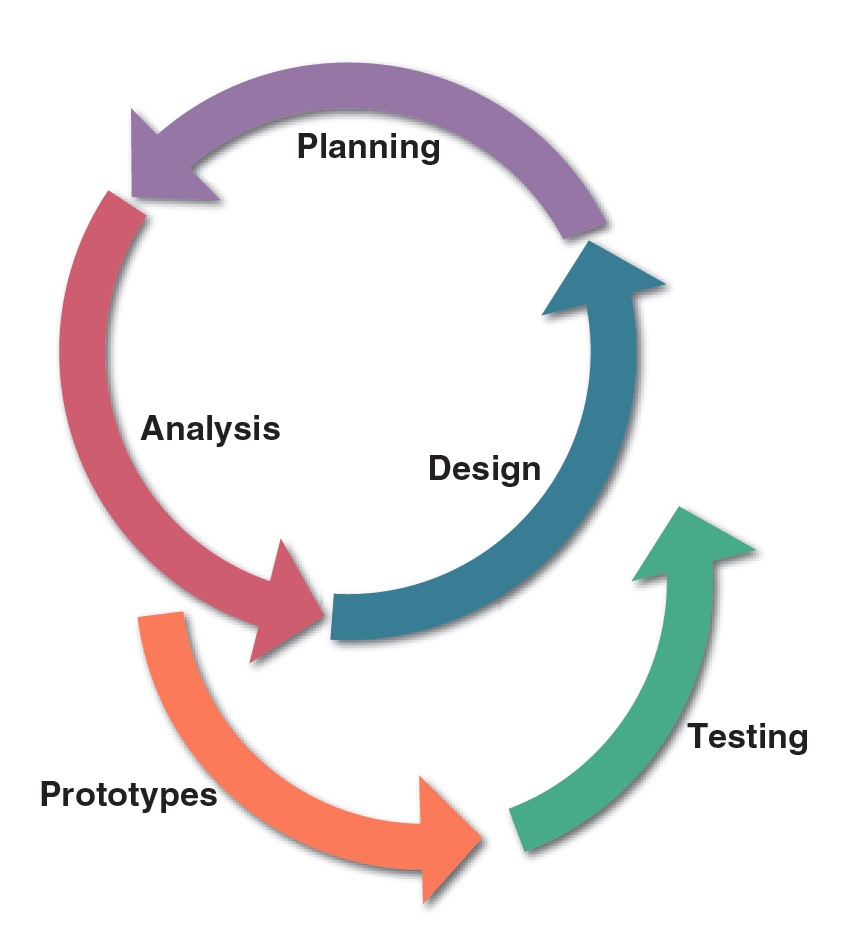 Planning
Analysis
Design
Testing
Prototypes